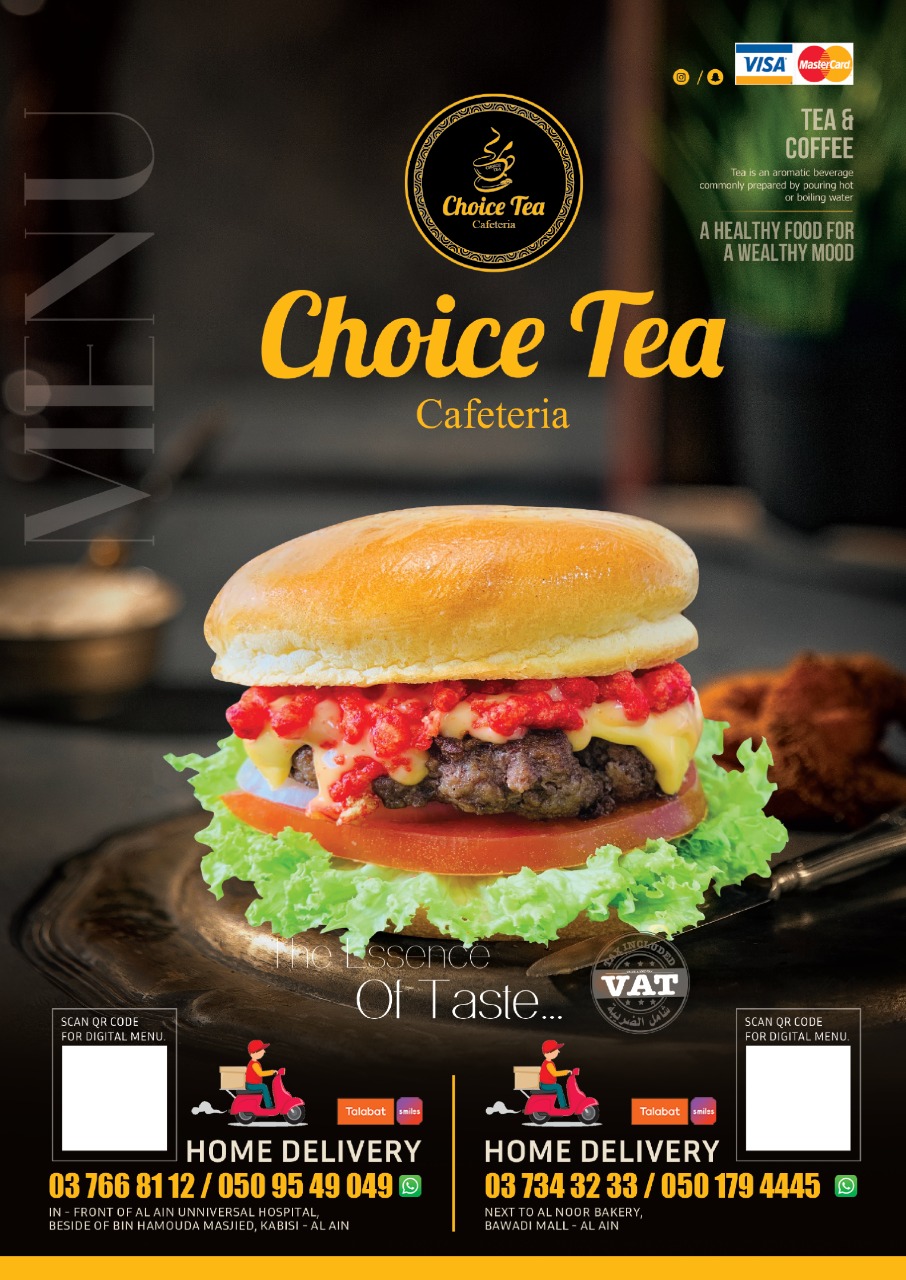 MENU
VISA
MasterCard
/
TEA &
COFFEE
Tea is an aromatic beverage
commonly prepared by pouring hot
or boiling water
A HEALTHY FOOD FOR
A WEALTHY MOOD
Choice Tea
Cafeteria
Choice Tea
Cafeteria
The Essence
Of Taste...
TAX INCLUDED
VAT
شامل الضريبة
SCAN QR CODE
FOR DIGITAL MENU.
Talabat
smiles
HOME DELIVERY
03 766 81 12 / 050 95 49 049
IN - FRONT OF AL AIN UNNIVERSAL HOSPITAL,
BESIDE OF BIN HAMOUDA MASJIED, KABISI - AL AIN
SCAN QR CODE
FOR DIGITAL MENU.
Talabat
smiles
HOME DELIVERY
03 734 32 33 / 050 179 4445
NEXT TO AL NOOR BAKERY,
BAWADI MALL - AL AIN